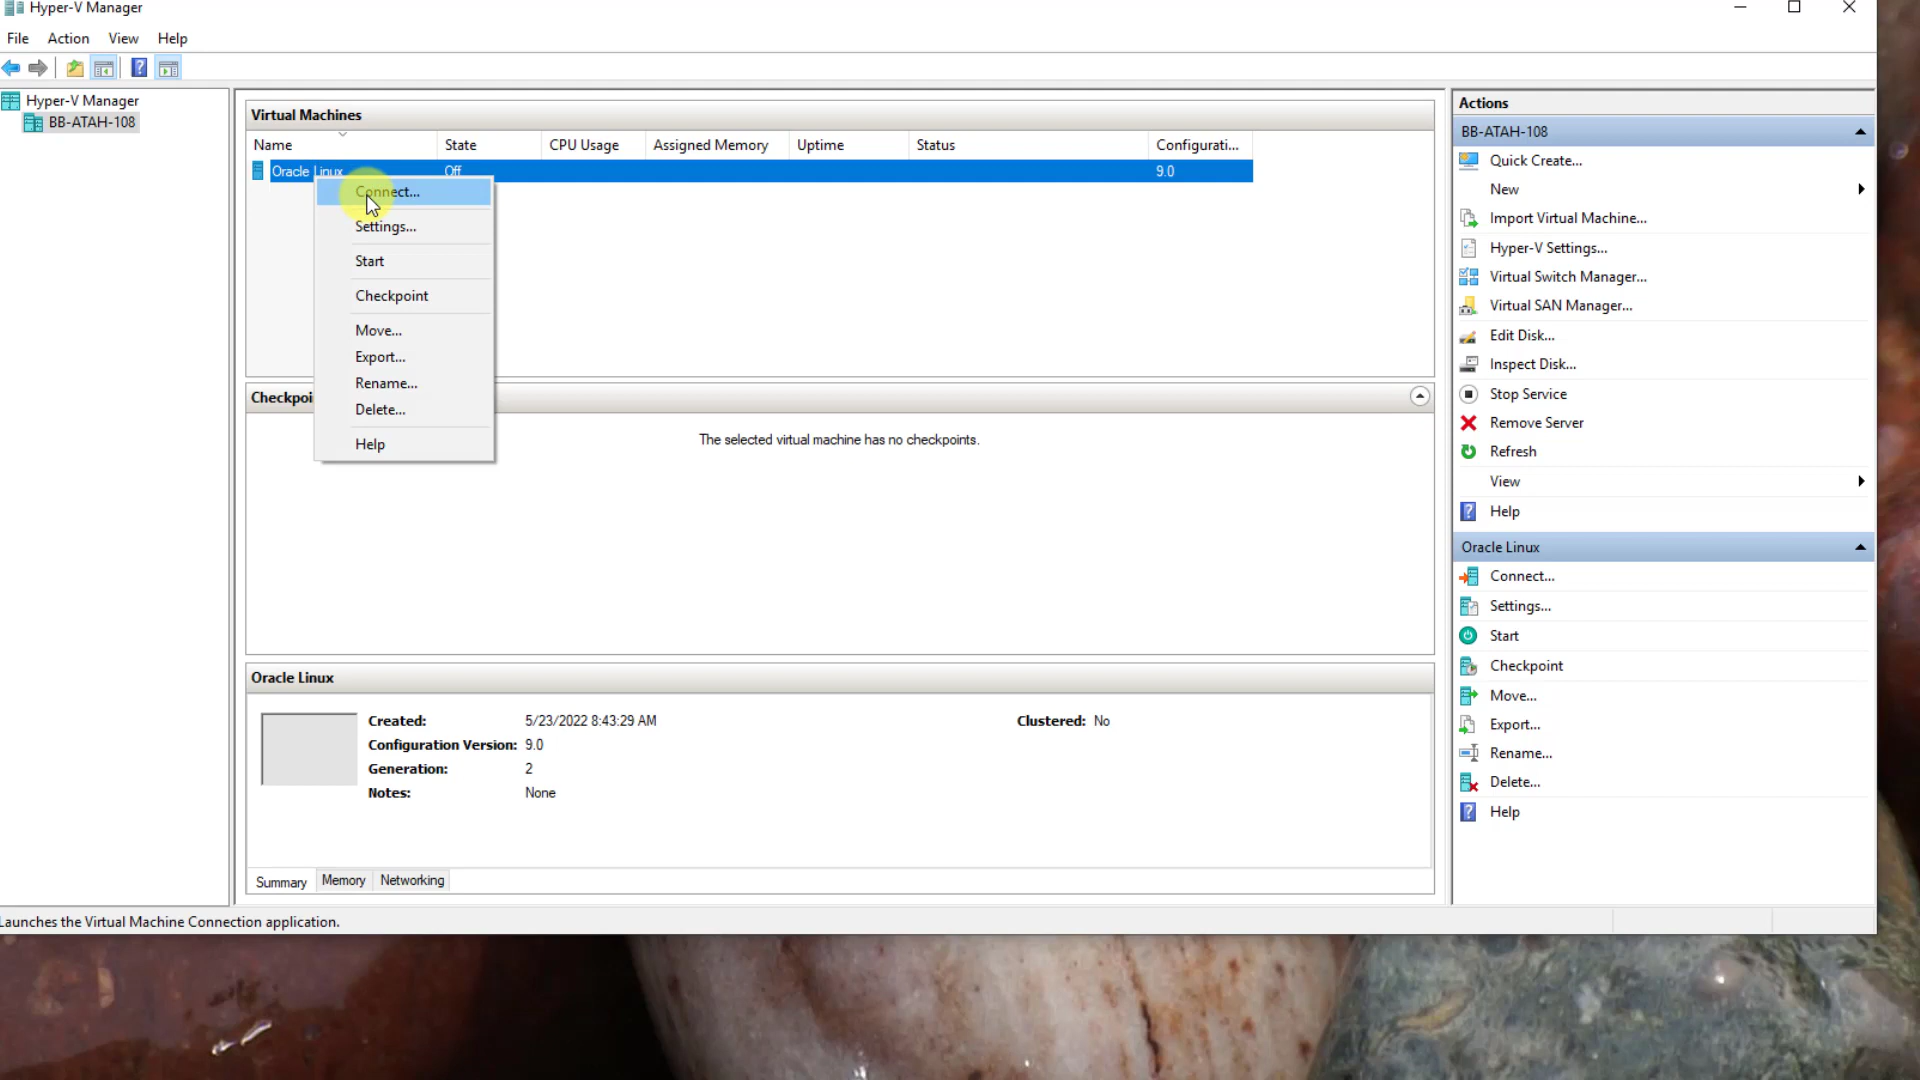 Hyper-V Manager
File Action View Help
Hyper-V Manager
BB-ATAH-108
Virtual Machines
Name State CPU Usage Assigned Memory Uptime Status Configurati...
Oracle Linux Off 9.0
Connect...
Settings...
Start
Checkpoint
Move...
Export...
Rename...
Delete...
Help
Checkpoi
The selected virtual machine has no checkpoints.
Oracle Linux
Created: 5/23/2022 8:43:29 AM Clustered: No
Configuration Version: 9.0
Generation: 2
Notes: None
Summary Memory Networking
Actions
BB-ATAH-108
Quick Create...
New
Import Virtual Machine...
Hyper-V Settings...
Virtual Switch Manager...
Virtual SAN Manager...
Edit Disk...
Inspect Disk...
Stop Service
Remove Server
Refresh
View
Help
Oracle Linux
Connect...
Settings...
Start
Checkpoint
Move...
Export...
Rename...
Delete...
Help
Launches the Virtual Machine Connection application.